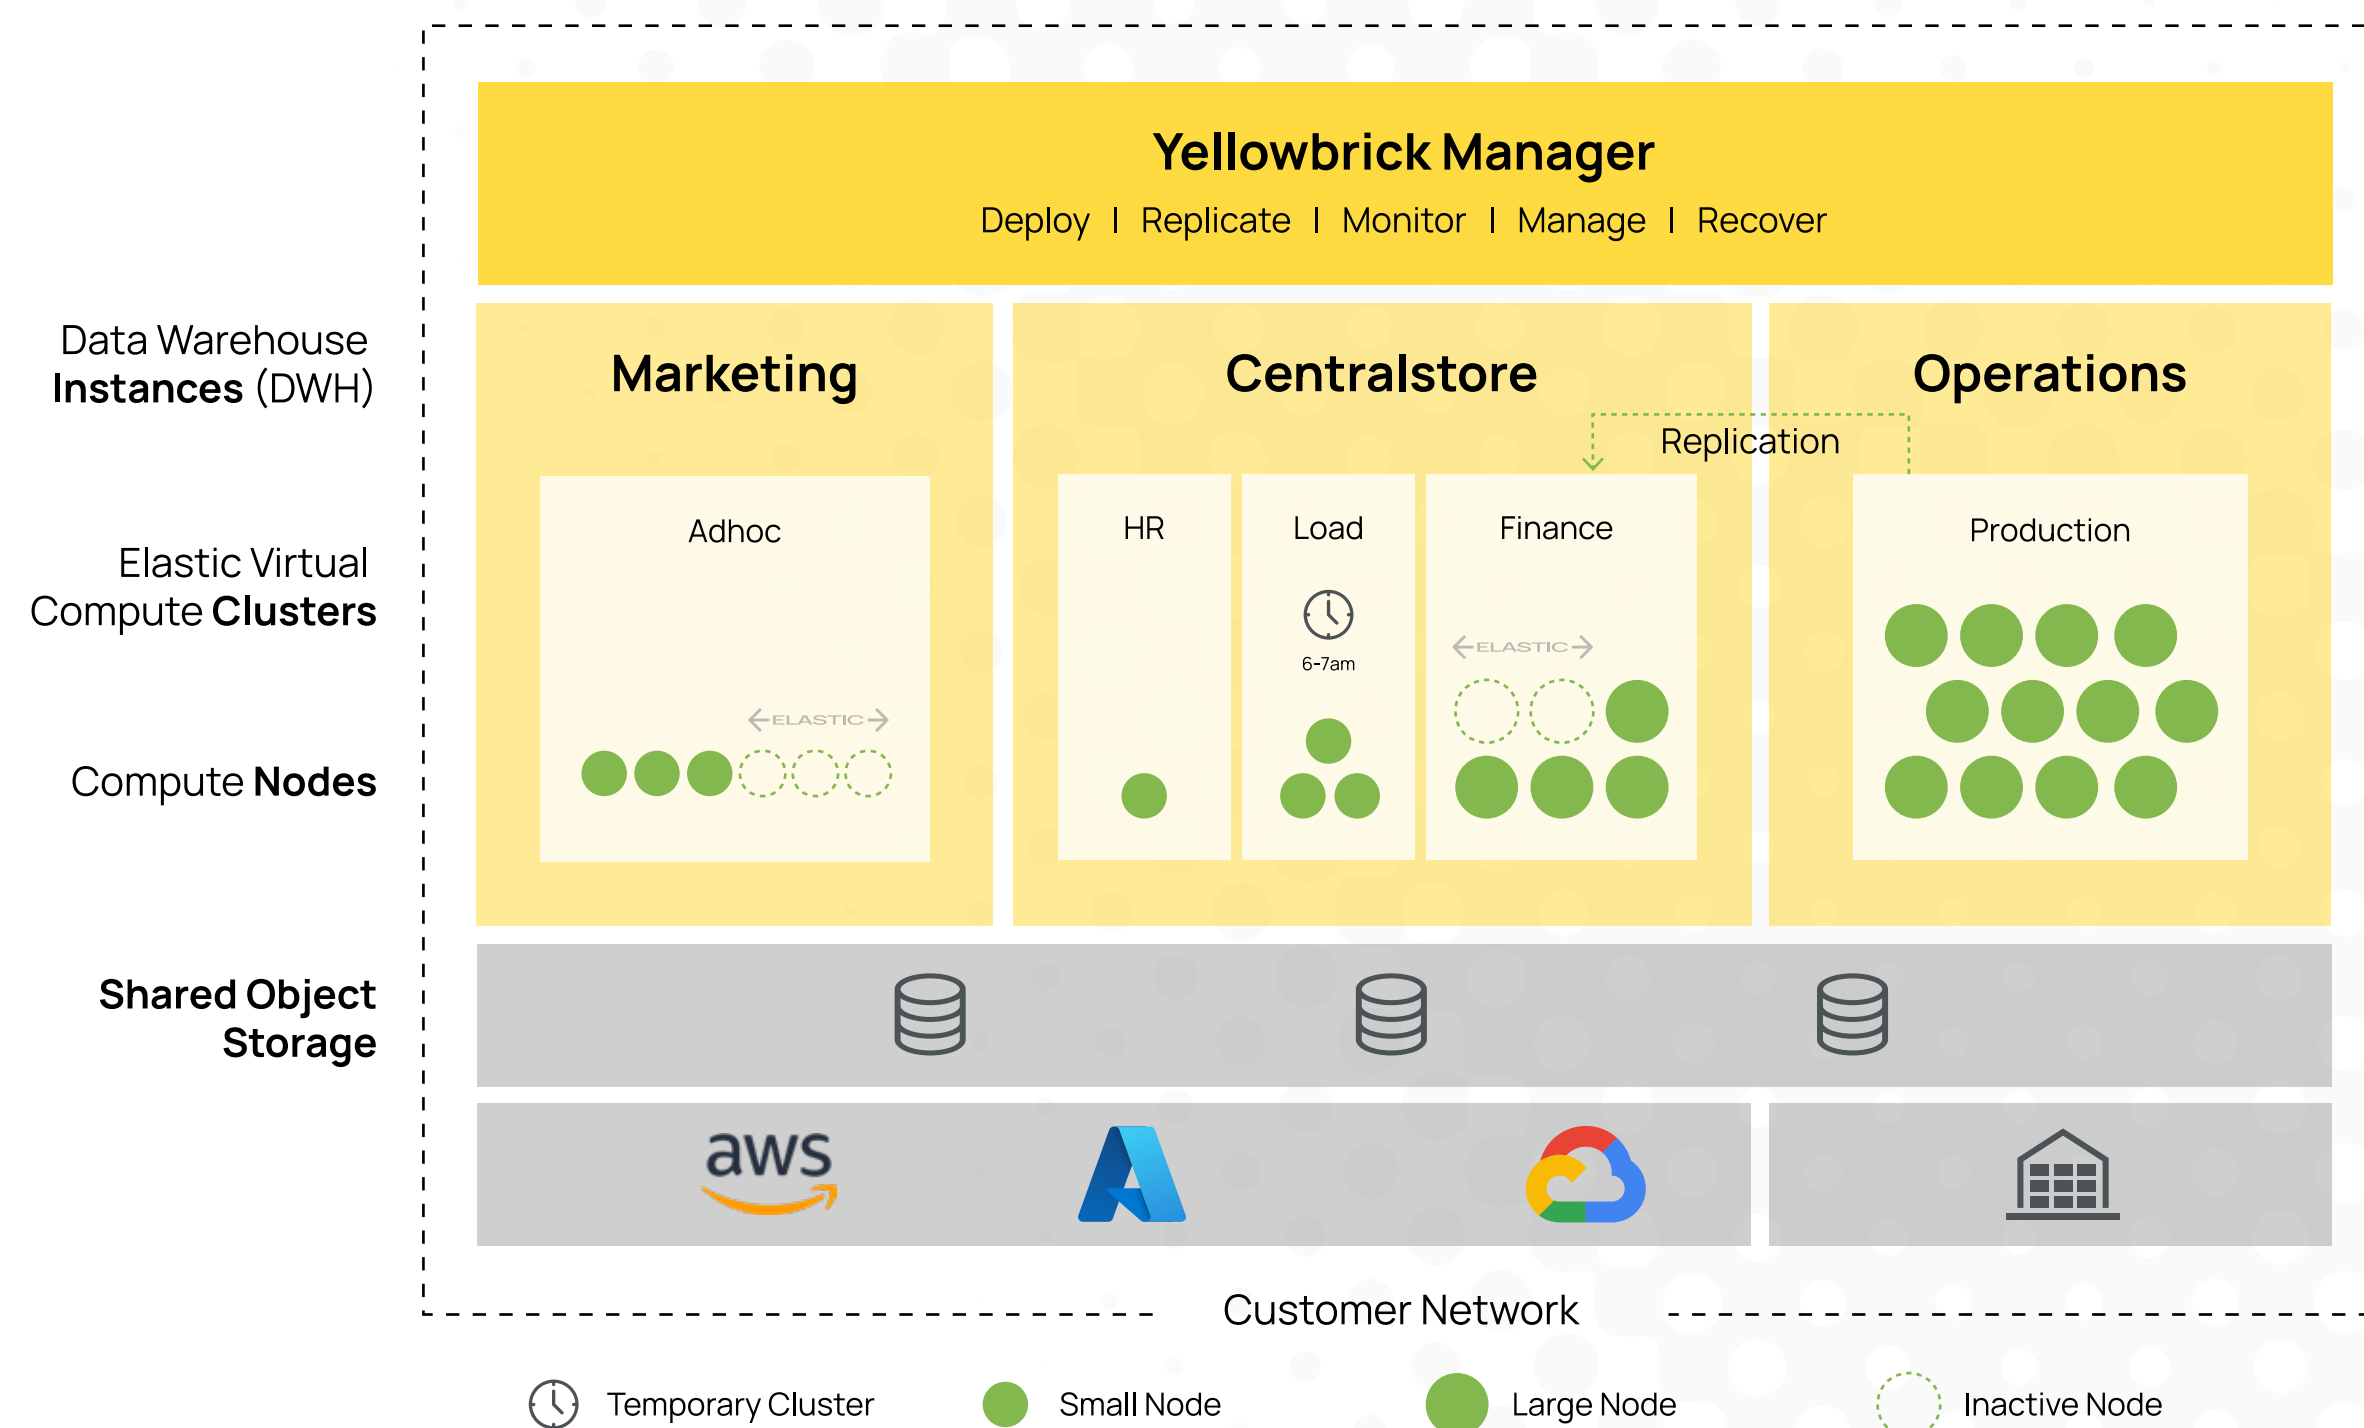 Yellowbrick Manager
Deploy | Replicate | Monitor | Manage | Recover
Data Warehouse
Instances (DWH)
Marketing
Centralstore
Operations
Replication
Elastic Virtual
Compute Clusters
Adhoc
HR
Load
Finance
Production
6-7am
ELASTIC
ELASTIC
Compute Nodes
Shared Object
Storage
aws
Customer Network
Temporary Cluster
Small Node
Large Node
Inactive Node